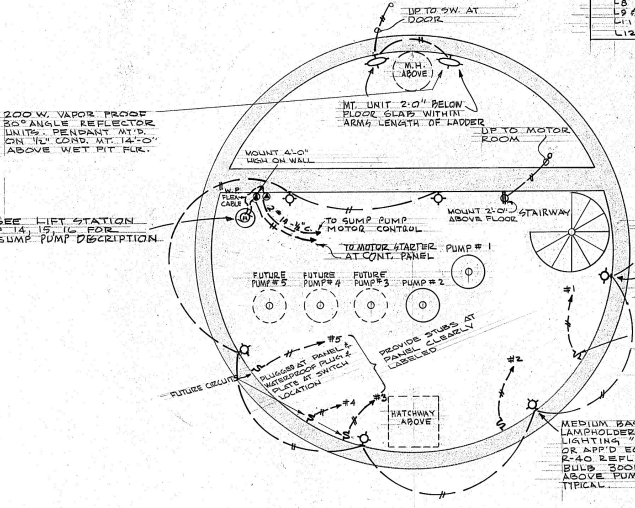 L8
L9
L11
L12
UP TO SW. AT
DOOR
M.H.
ABOVE
200 W. VAPOR PROOF
30° ANGLE REFLECTOR
UNITS. PENDANT MT'D.
ON 1/2" COND. MT. 14'-0"
ABOVE WET PIT FLR.
MT. UNIT 2'-0" BELOW
FLOOR SLAB WITHIN
ARMS LENGTH OF LADDER
UP TO MOTOR
ROOM
MOUNT 4'-0"
HIGH ON WALL
W.P.
FLEX
CABLE
SEE LIFT STATION
P 14, 15, 16 FOR
SUMP PUMP DESCRIPTION
TO SUMP PUMP
MOTOR CONTROL
MOUNT 2'-0"
ABOVE FLOOR
STAIRWAY
TO MOTOR STARTER
AT CONT. PANEL
PUMP # 1
FUTURE
PUMP #5
FUTURE
PUMP #4
FUTURE
PUMP #3
PUMP #2
#1
#5
PROVIDE STUBS AT
PANEL CLEARLY
LABELED
#2
FUTURE CIRCUITS
PLUGGED AT PANEL &
WATERPROOF PLUG &
PLATE AT SWITCH
LOCATION
#4
#3
HATCHWAY
ABOVE
MEDIUM BA
LAMPHOLDER
LIGHTING "
OR APP'D E
R-40 REFL
BULB 300
ABOVE PUM
TYPICAL.